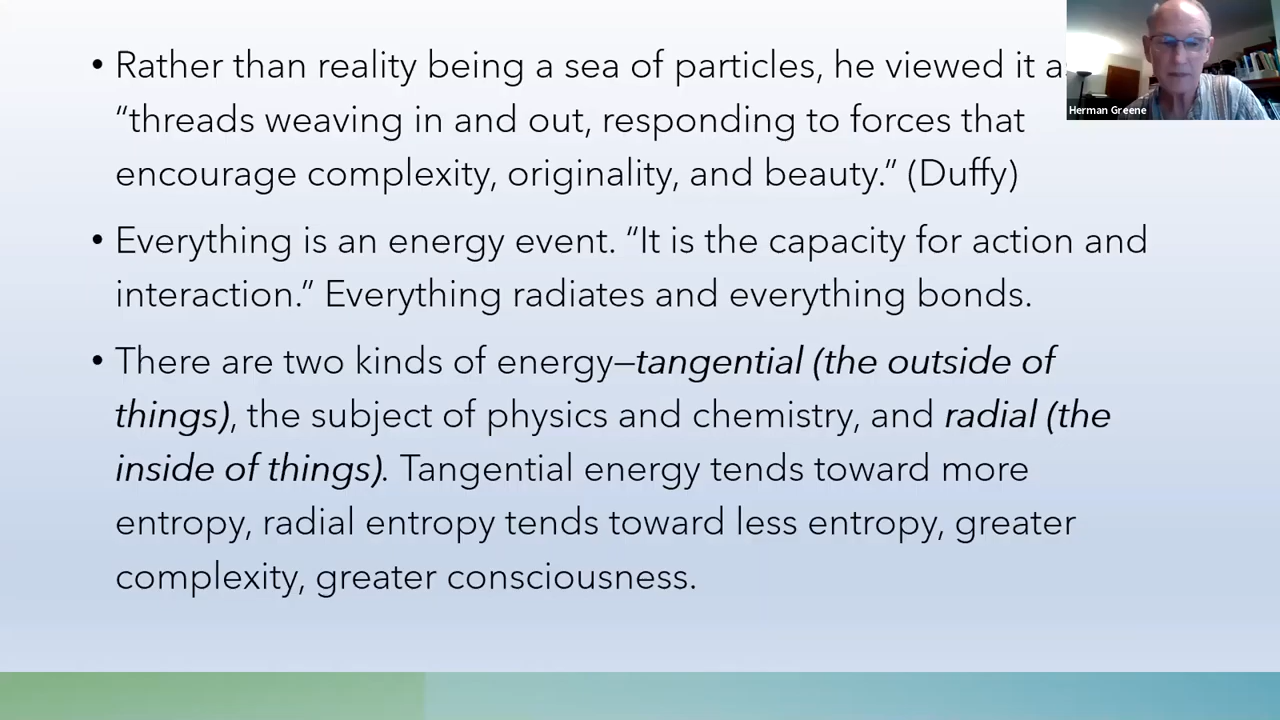 • Rather than reality being a sea of particles, he viewed it
“threads weaving in and out, responding to forces that
encourage complexity, originality, and beauty.” (Duffy)
• Everything is an energy event. “It is the capacity for action and
interaction.” Everything radiates and everything bonds.
• There are two kinds of energy—tangential (the outside of
things), the subject of physics and chemistry, and radial (the
inside of things). Tangential energy tends toward more
entropy, radial entropy tends toward less entropy, greater
complexity, greater consciousness.
Herman Greene